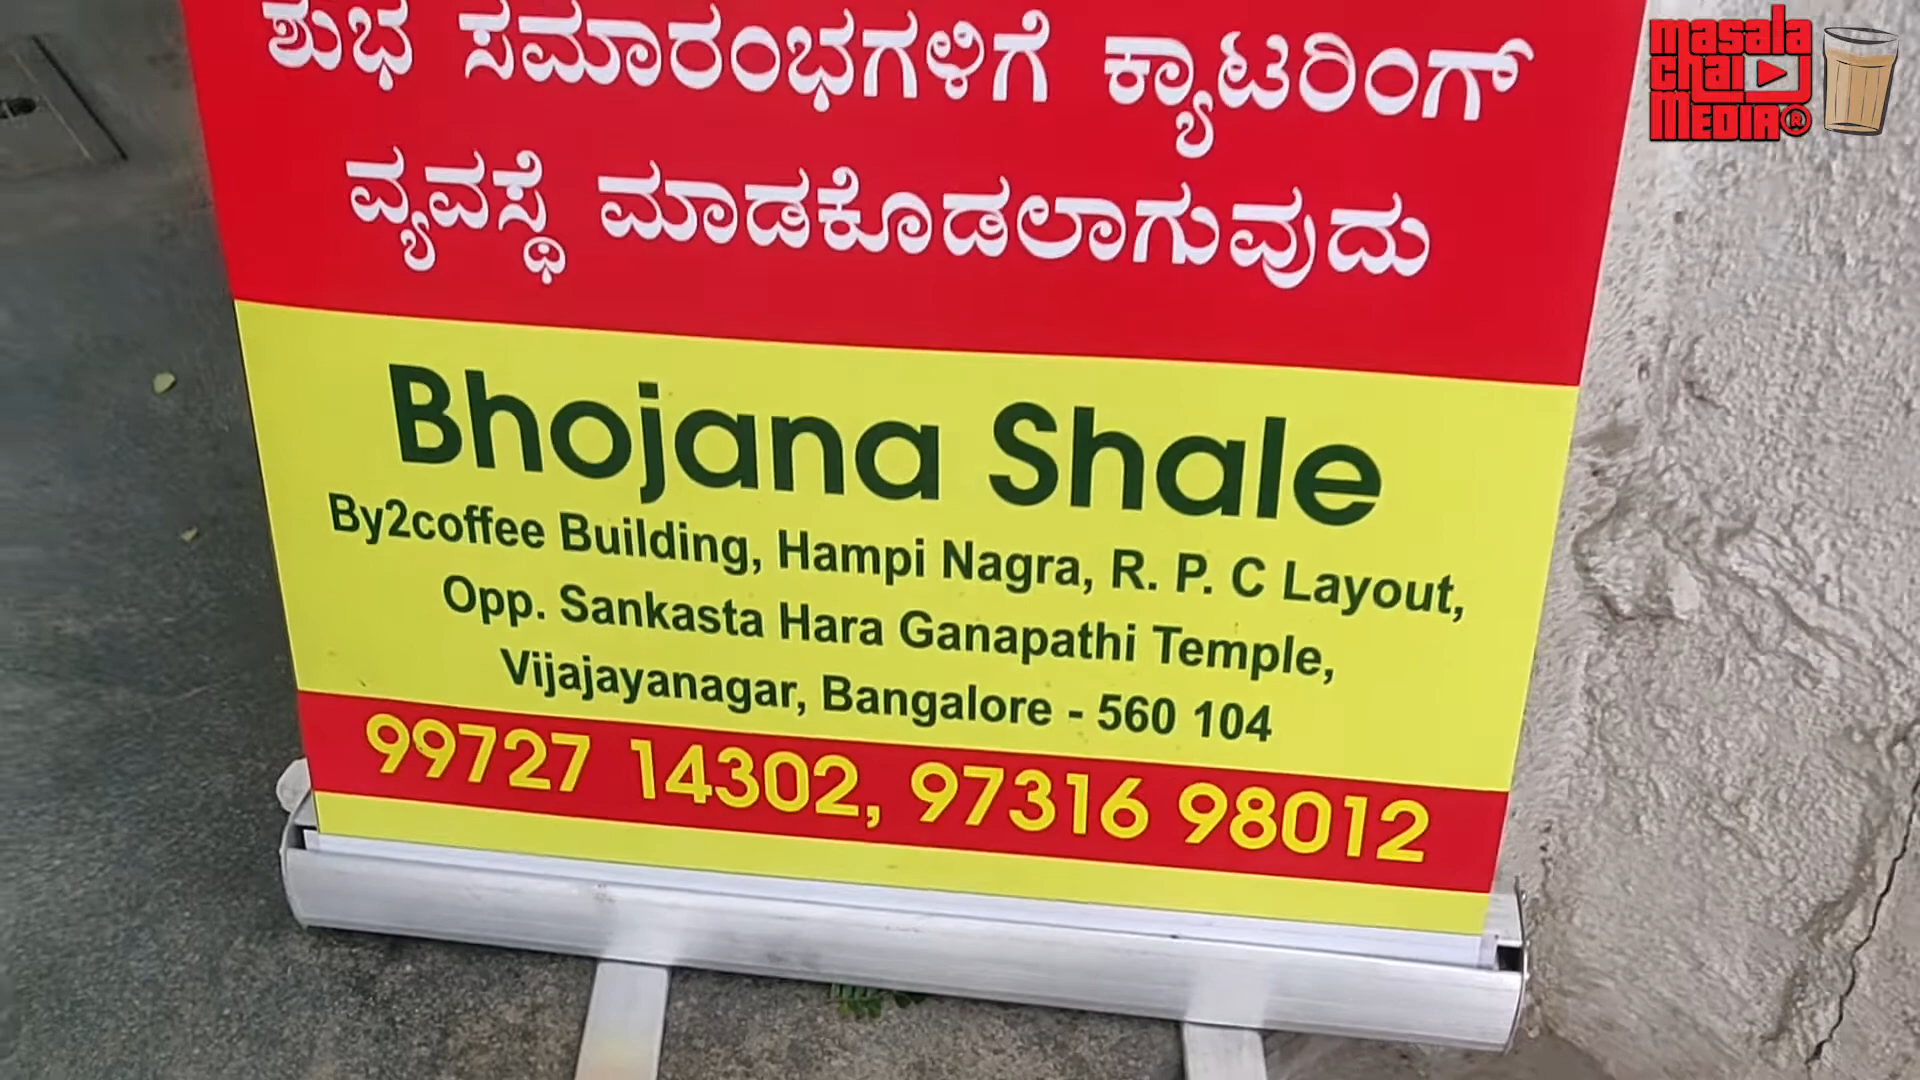 ಶುಭ ಸಮಾರಂಭಗಳಿಗೆ ಕ್ಯಾಟರಿಂಗ್
ವ್ಯವಸ್ಥೆ ಮಾಡಕೊಡಲಾಗುವುದು
Bhojana Shale
By2coffee Building, Hampi Nagra, R. P. C Layout,
Opp. Sankasta Hara Ganapathi Temple,
Vijajayanagar, Bangalore - 560 104
99727 14302, 97316 98012
masala
chai
MEDIA®